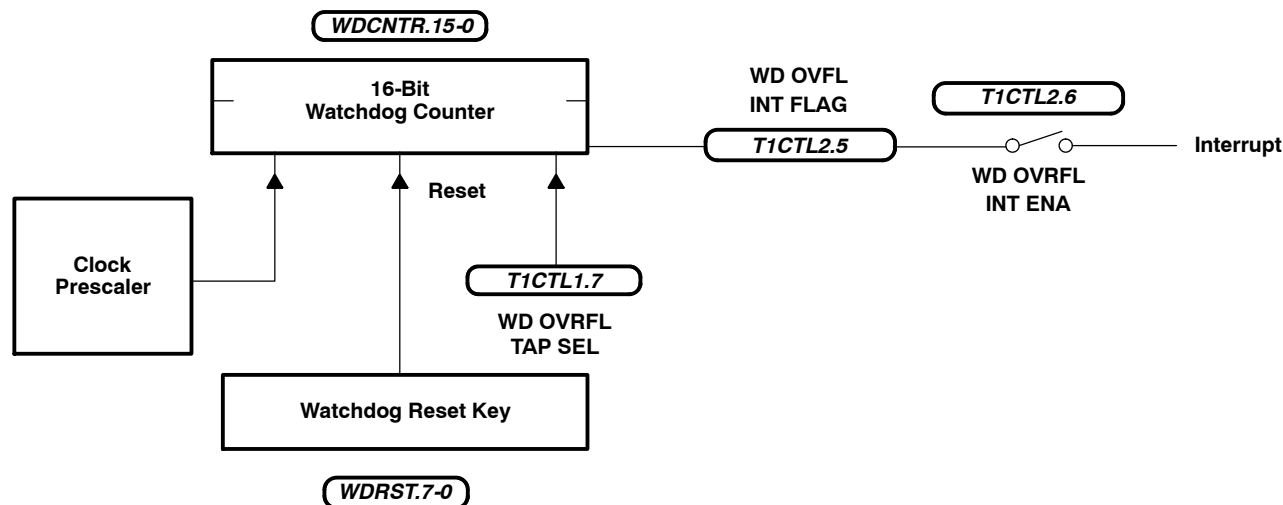 WDCNTR.15-0
16-Bit
Watchdog Counter
WD OVFL
INT FLAG
T1CTL2.6
T1CTL2.5
Interrupt
WD OVRFL
INT ENA
Reset
Clock
Prescaler
T1CTL1.7
WD OVRFL
TAP SEL
Watchdog Reset Key
WDRST.7-0